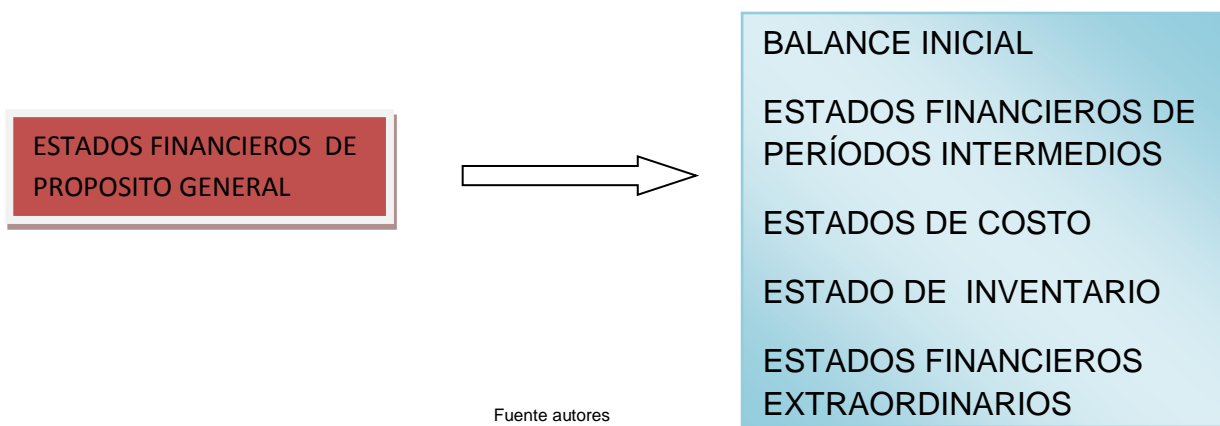 ESTADOS FINANCIEROS DE
PROPOSITO GENERAL
BALANCE INICIAL
ESTADOS FINANCIEROS DE
PERÍODOS INTERMEDIOS
ESTADOS DE COSTO
ESTADO DE INVENTARIO
ESTADOS FINANCIEROS
EXTRAORDINARIOS
Fuente autores